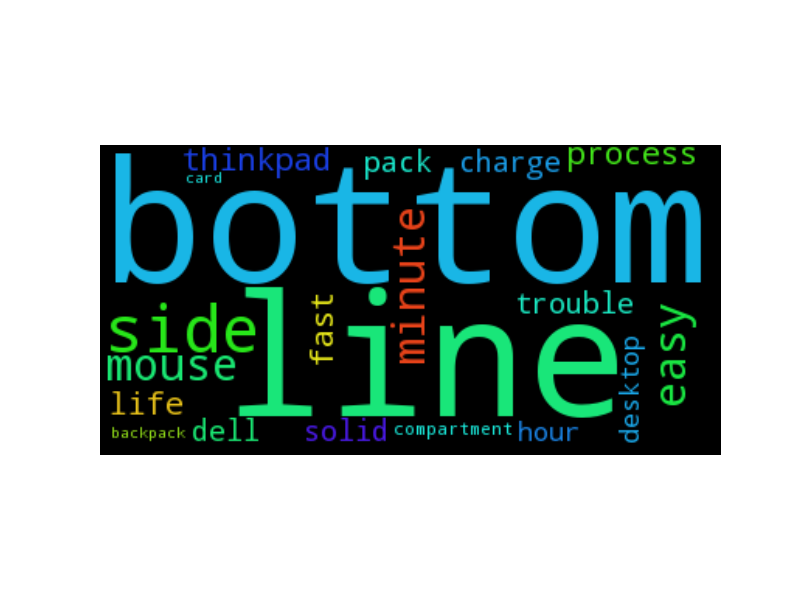 thinkpad pack charge process
card
bottom
minute
line
side
fast
trouble
easy
mouse
desktop
life
backpack dell solid compartment hour